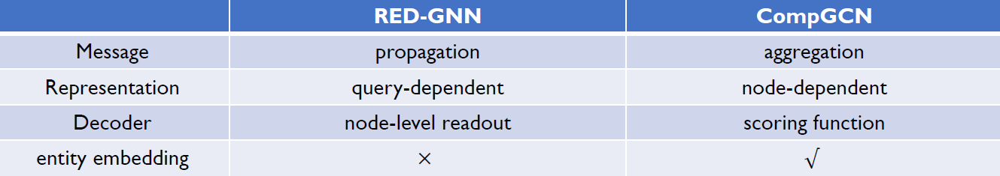 RED-GNN CompGCN
Message propagation aggregation
Representation query-dependent node-dependent
Decoder node-level readout scoring function
entity embedding × √